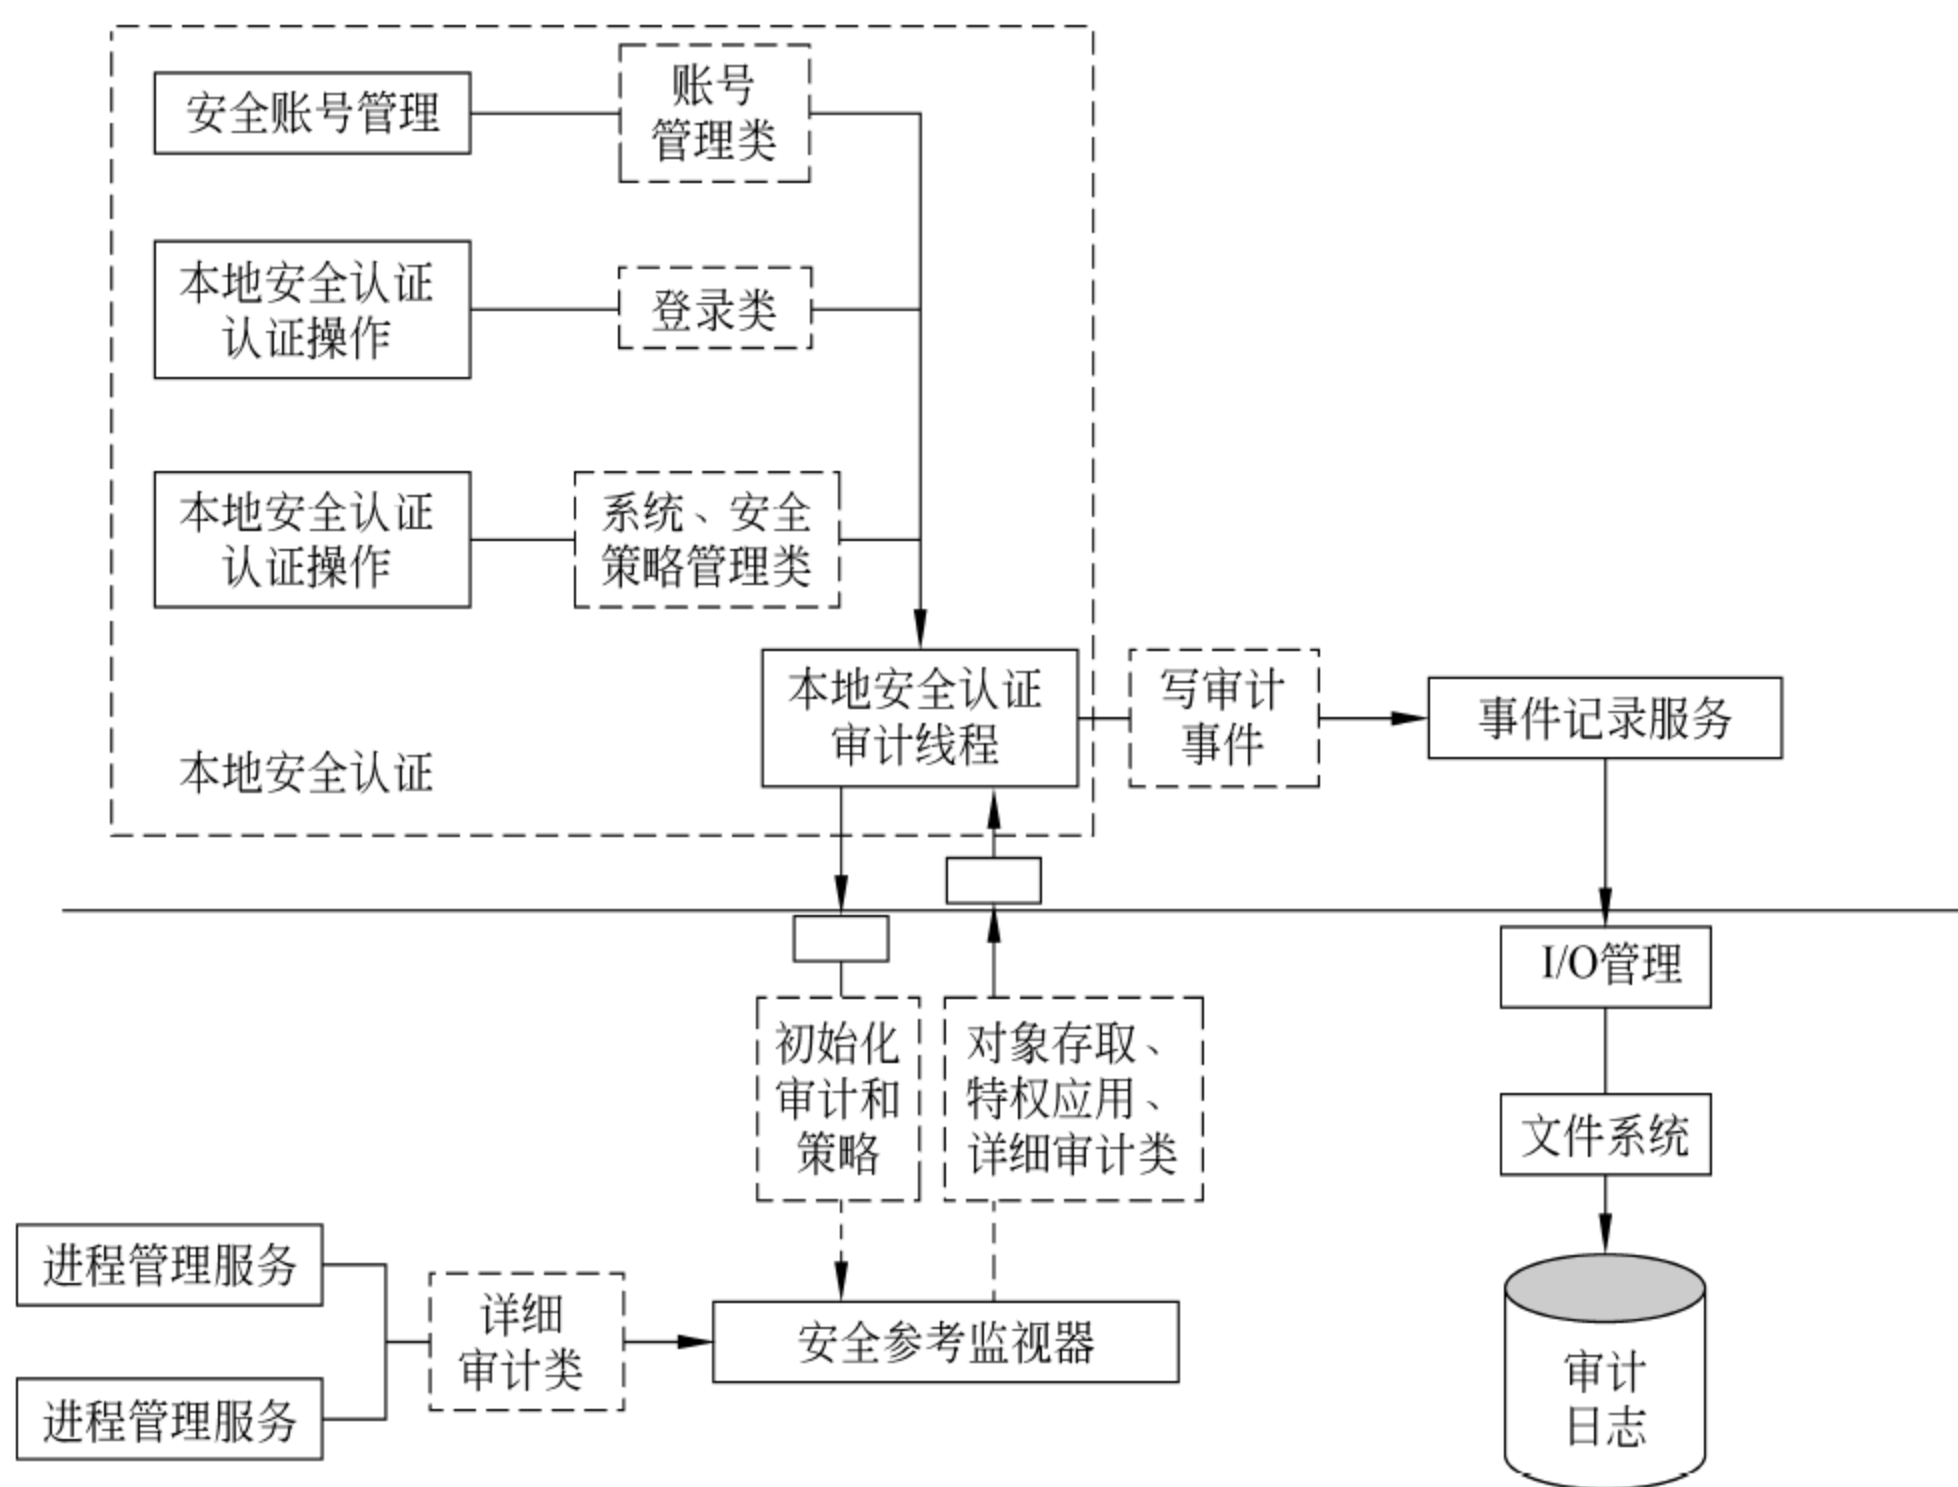 安全账号管理
账号
管理类
本地安全认证
认证操作
登录类
本地安全认证
认证操作
系统、安全
策略管理类
本地安全认证
审计线程
写审计
事件
事件记录服务
本地安全认证
I/O管理
初始化
审计和
策略
对象存取、
特权应用、
详细审计类
文件系统
进程管理服务
详细
审计类
安全参考监视器
进程管理服务
审计
日志